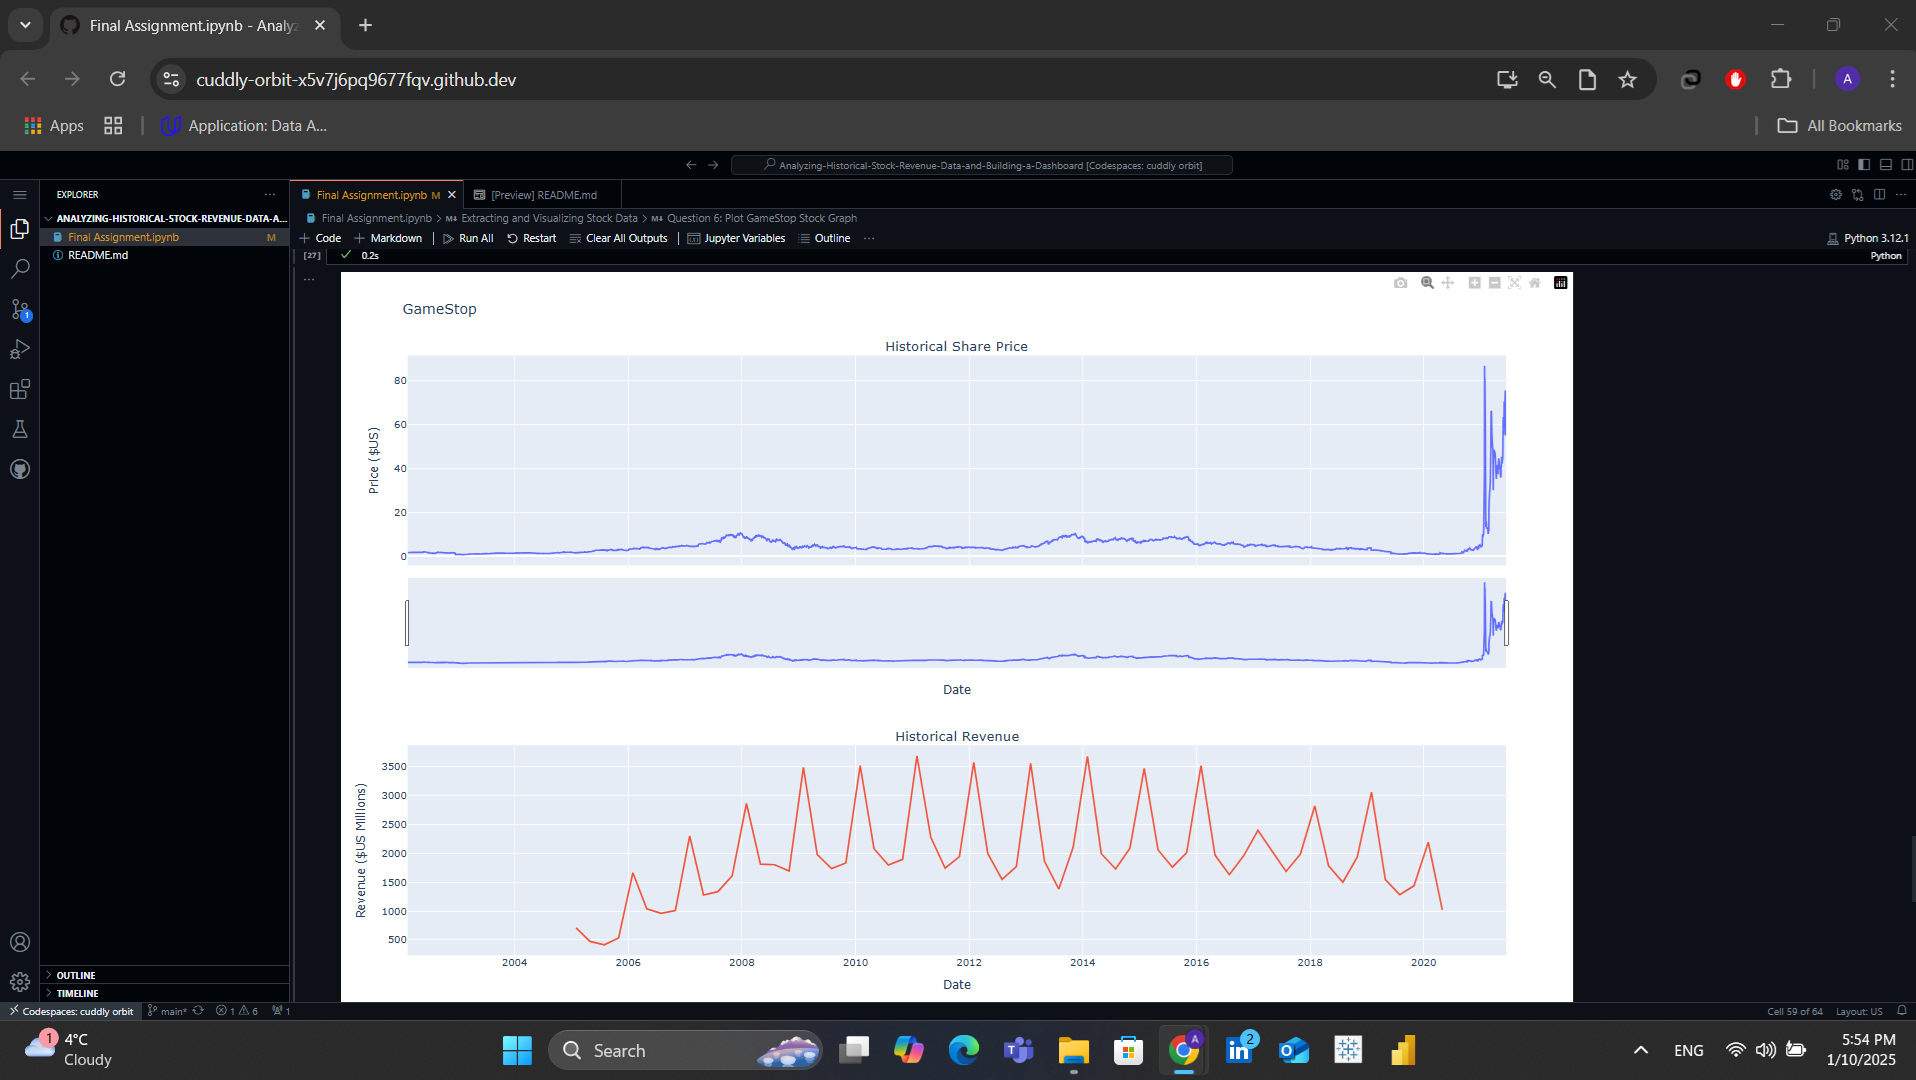 Final Assignment.ipynb - Analyz
cuddly-orbit-x5v7j6pq9677fqv.github.dev
A
Apps
Application: Data A...
All Bookmarks
Analyzing-Historical-Stock-Revenue-Data-and-Building-a-Dashboard [Codespaces: cuddly orbit]
EXPLORER
Final Assignment.ipynb M
[Preview] README.md
ANALYZING-HISTORICAL-STOCK-REVENUE-DATA-A...
Final Assignment.ipynb > M↓ Extracting and Visualizing Stock Data > M↓ Question 6: Plot GameStop Stock Graph
Final Assignment.ipynb M
README.md
Code
Markdown
Run All
Restart
Clear All Outputs
Jupyter Variables
Outline
Python 3.12.1
[27]
0.2s
Python
GameStop
Historical Share Price
Price ($US)
80
60
40
20
0
Date
Historical Revenue
Revenue ($US Millions)
3500
3000
2500
2000
1500
1000
500
2004 2006 2008 2010 2012 2014 2016 2018 2020
Date
1
OUTLINE
TIMELINE
Codespaces: cuddly orbit
main*
1 6
1
Cell 59 of 64
Layout: US
1
4°C
Cloudy
Search
A
2
ENG
5:54 PM
1/10/2025